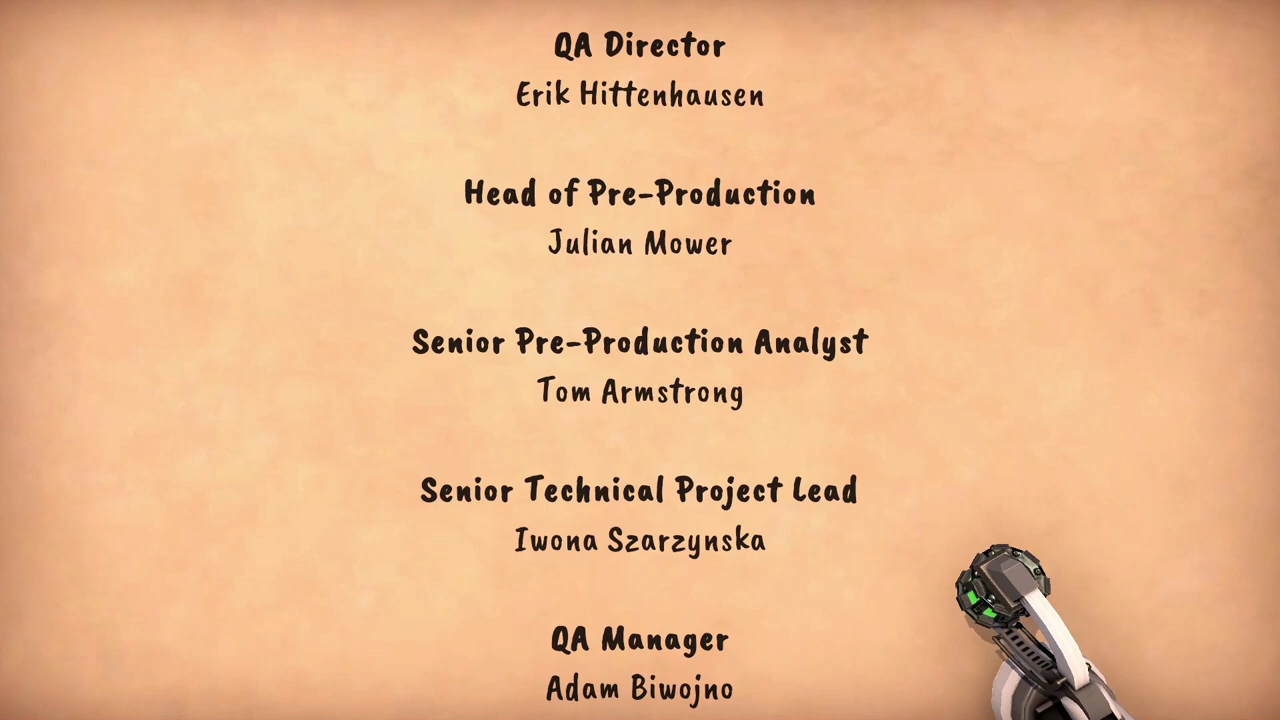 QA Director
Erik Hittenhausen
Head of Pre-Production
Julian Mower
Senior Pre-Production Analyst
Tom Armstrong
Senior Technical Project Lead
Iwona Szarzynska
QA Manager
Adam Biwojno